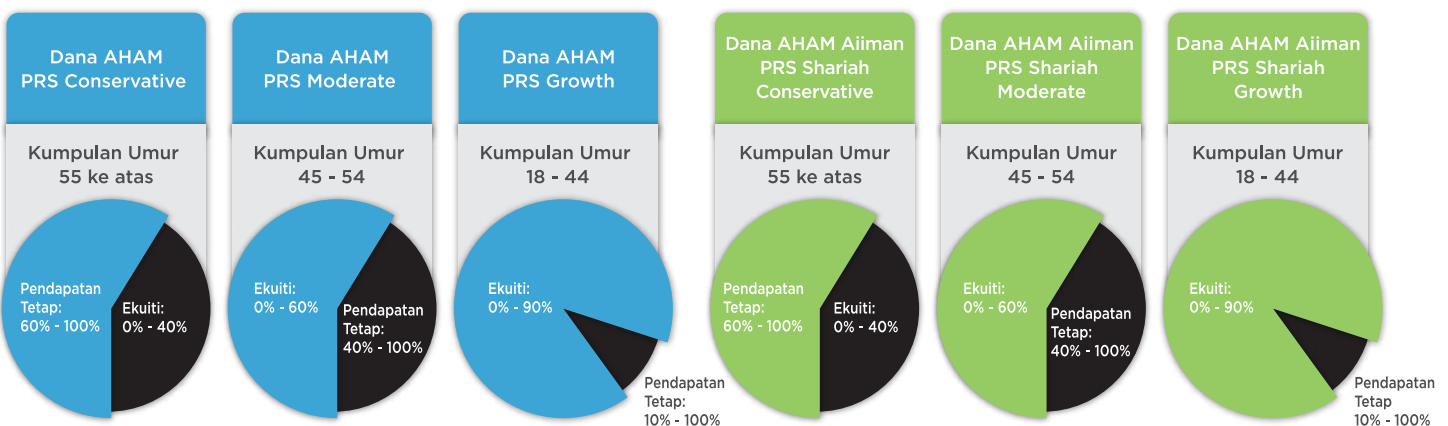 Dana AHAM
PRS Conservative
Kumpulan Umur
55 ke atas
Pendapatan
Tetap:
60% - 100%
Ekuiti:
0% - 40%
Dana AHAM
PRS Moderate
Kumpulan Umur
45 - 54
Ekuiti:
0% - 60%
Pendapatan
Tetap:
40% - 100%
Dana AHAM
PRS Growth
Kumpulan Umur
18 - 44
Ekuiti:
0% - 90%
Pendapatan
Tetap:
10% - 100%
Dana AHAM Aiiman
PRS Shariah
Conservative
Kumpulan Umur
55 ke atas
Pendapatan
Tetap:
60% - 100%
Ekuiti:
0% - 40%
Dana AHAM Aiiman
PRS Shariah
Moderate
Kumpulan Umur
45 - 54
Ekuiti:
0% - 60%
Pendapatan
Tetap:
40% - 100%
Dana AHAM Aiiman
PRS Shariah
Growth
Kumpulan Umur
18 - 44
Ekuiti:
0% - 90%
Pendapatan
Tetap
10% - 100%